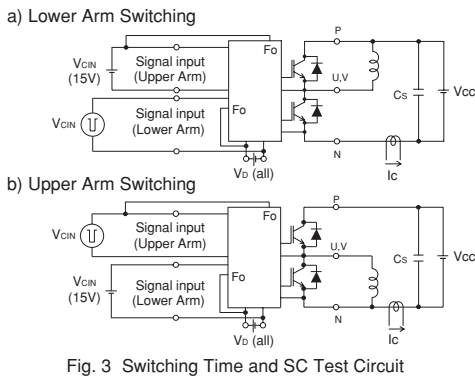 a) Lower Arm Switching
P
Fo
VCIN
(15V)
Signal input
(Upper Arm)
U,V
CS
Vcc
Signal input
(Lower Arm)
Fo
VCIN
N
VD (all)
Ic
b) Upper Arm Switching
P
Fo
VCIN
Signal input
(Upper Arm)
U,V
CS
Vcc
VCIN
(15V)
Signal input
(Lower Arm)
Fo
N
VD (all)
Ic
Fig. 3 Switching Time and SC Test Circuit